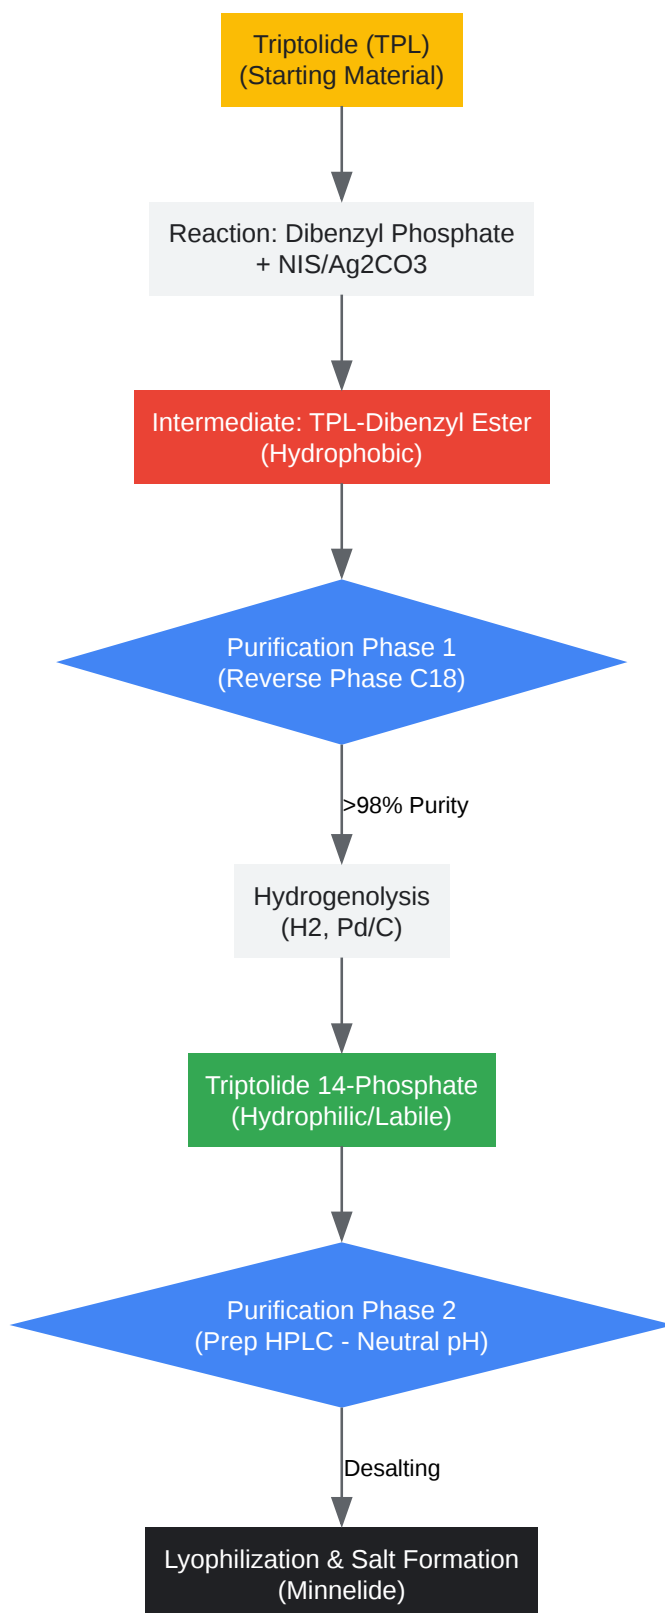 Triptolide (TPL)
(Starting Material)
Reaction: Dibenzyl Phosphate
+ NIS/Ag2CO3
Intermediate: TPL-Dibenzyl Ester
(Hydrophobic)
Purification Phase 1
(Reverse Phase C18)
>98% Purity
Hydrogenolysis
(H2, Pd/C)
Triptolide 14-Phosphate
(Hydrophilic/Labile)
Purification Phase 2
(Prep HPLC - Neutral pH)
Desalting
Lyophilization & Salt Formation
(Minnelide)